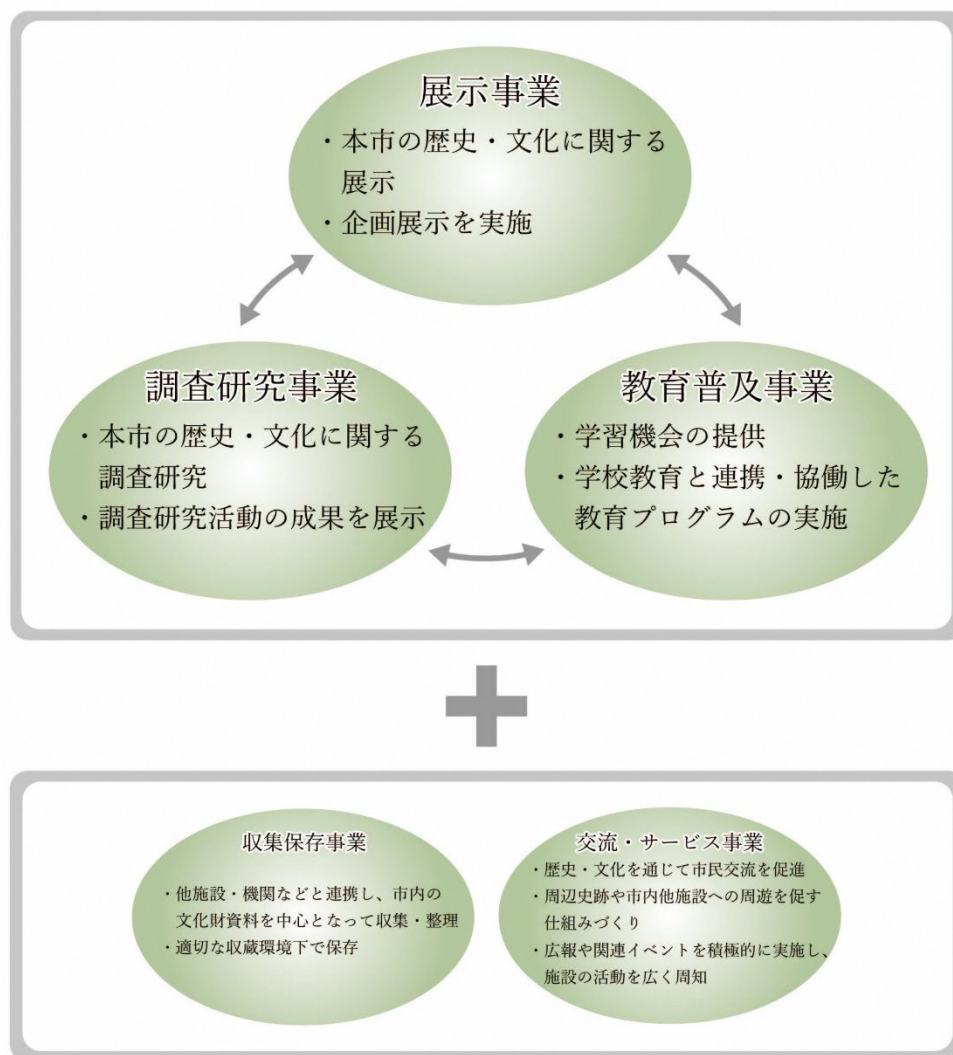 展示事業
・本市の歴史・文化に関する
展示
・企画展示を実施
調査研究事業
・本市の歴史・文化に関する
調査研究
・調査研究活動の成果を展示
教育普及事業
・学習機会の提供
・学校教育と連携・協働した
教育プログラムの実施
収集保存事業
・他施設・機関などと連携し、市内の
文化財資料を中心となって収集・整理
・適切な収蔵環境下で保存
交流・サービス事業
・歴史・文化を通じて市民交流を促進
・周辺史跡や市内他施設への周遊を促す
仕組みづくり
・広報や関連イベントを積極的に実施し、
施設の活動を広く周知